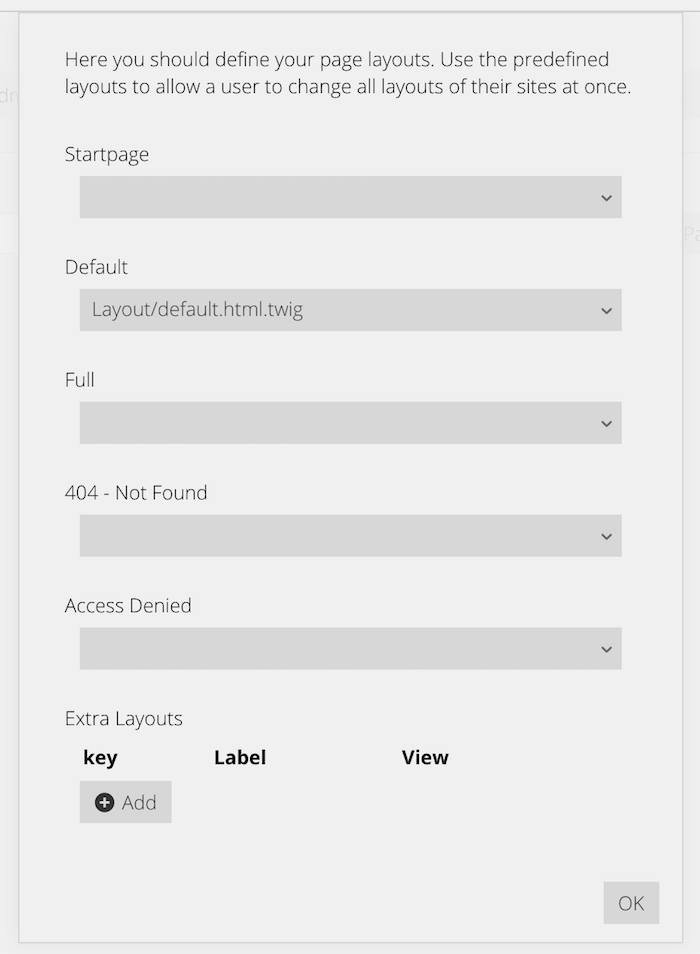 Here you should define your page layouts. Use the predefined
layouts to allow a user to change all layouts of their sites at once.
Startpage
Default
Layout/default.html.twig
Full
404 - Not Found
Access Denied
Extra Layouts
key Label View
Add
OK